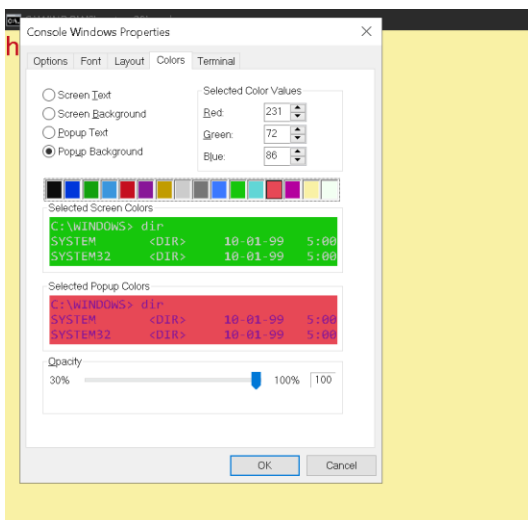 Console Windows Properties
h
Options Font Layout Colors Terminal
Screen Text
Screen Background
Popup Text
Popup Background
Selected Color Values
Red: 231
Green: 72
Blue: 86
Selected Screen Colors
C:\WINDOWS> dir
SYSTEM <DIR> 10-01-99 5:00
SYSTEM32 <DIR> 10-01-99 5:00
Selected Popup Colors
C:\WINDOWS> dir
SYSTEM <DIR> 10-01-99 5:00
SYSTEM32 <DIR> 10-01-99 5:00
Opacity
30% 100% 100
OK Cancel